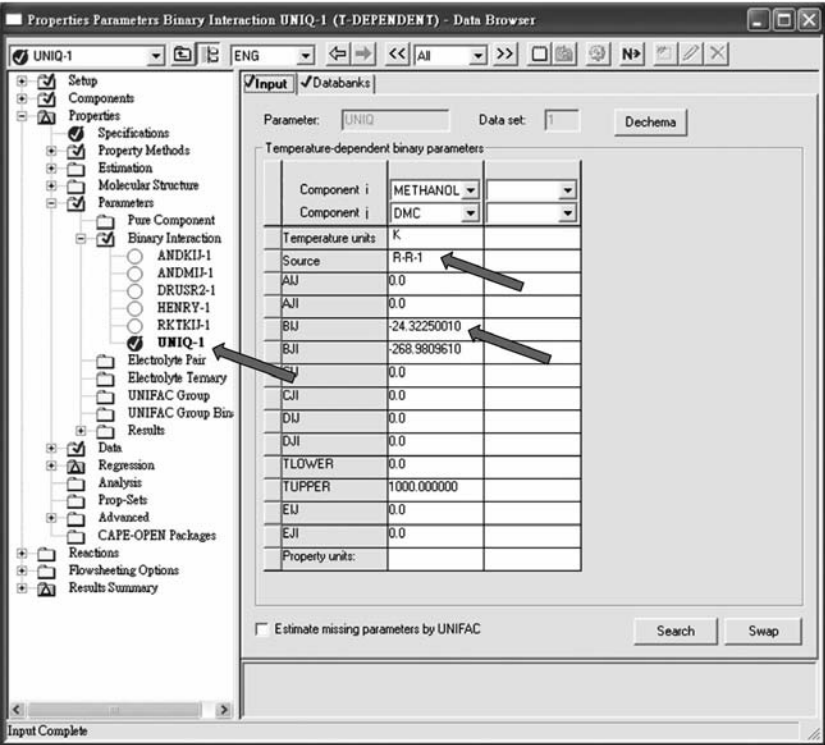 Properties Parameters Binary Interaction UNIQ-1 (T-DEPENDENT) - Data Browser
UNIQ-1 ENG << All >> N>
Setup
Components
Properties
Specifications
Property Methods
Estimation
Molecular Structure
Parameters
Pure Component
Binary Interaction
ANDKIJ-1
ANDMIJ-1
DRUSR2-1
HENRY-1
RKTKIJ-1
UNIQ-1
Electrolyte Pair
Electrolyte Ternary
UNIFAC Group
UNIFAC Group Bina
Results
Data
Regression
Analysis
Prop-Sets
Advanced
CAPE-OPEN Packages
Reactions
Flowsheeting Options
Results Summary
Input Databanks
Parameter: UNIQ Data set: 1 Dechema
Temperature-dependent binary parameters
Component i METHANOL
Component j DMC
Temperature units K
Source R-R-1
AIJ 0.0
AJI 0.0
BIJ -24.32250010
BJI -268.9809610
CIJ 0.0
CJI 0.0
DIJ 0.0
DJI 0.0
TLOWER 0.0
TUPPER 1000.000000
EIJ 0.0
EJI 0.0
Property units:
Estimate missing parameters by UNIFAC Search Swap
Input Complete